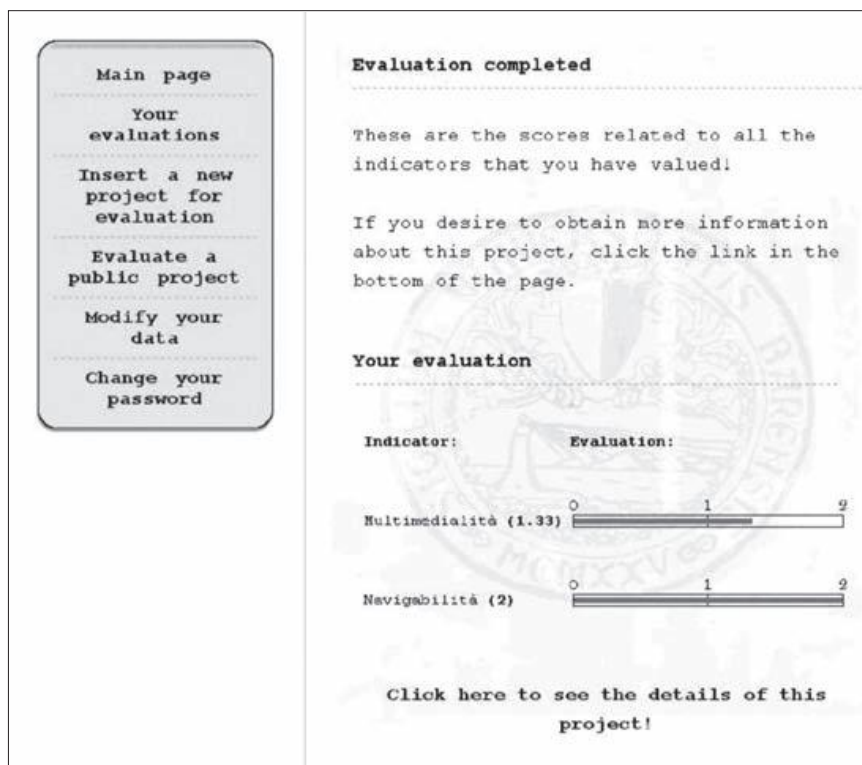 Main page
Your
evaluations
Insert a new
project for
evaluation
Evaluate a
public project
Modify your
data
Change your
password
Evaluation completed
These are the scores related to all the
indicators that you have valued!
If you desire to obtain more information
about this project, click the link in the
bottom of the page.
Your evaluation
Indicator: Evaluation:
0 1 2
Multimedialità (1.33)
0 1 2
Navigabilità (2)
Click here to see the details of this
project!
MCMXXV